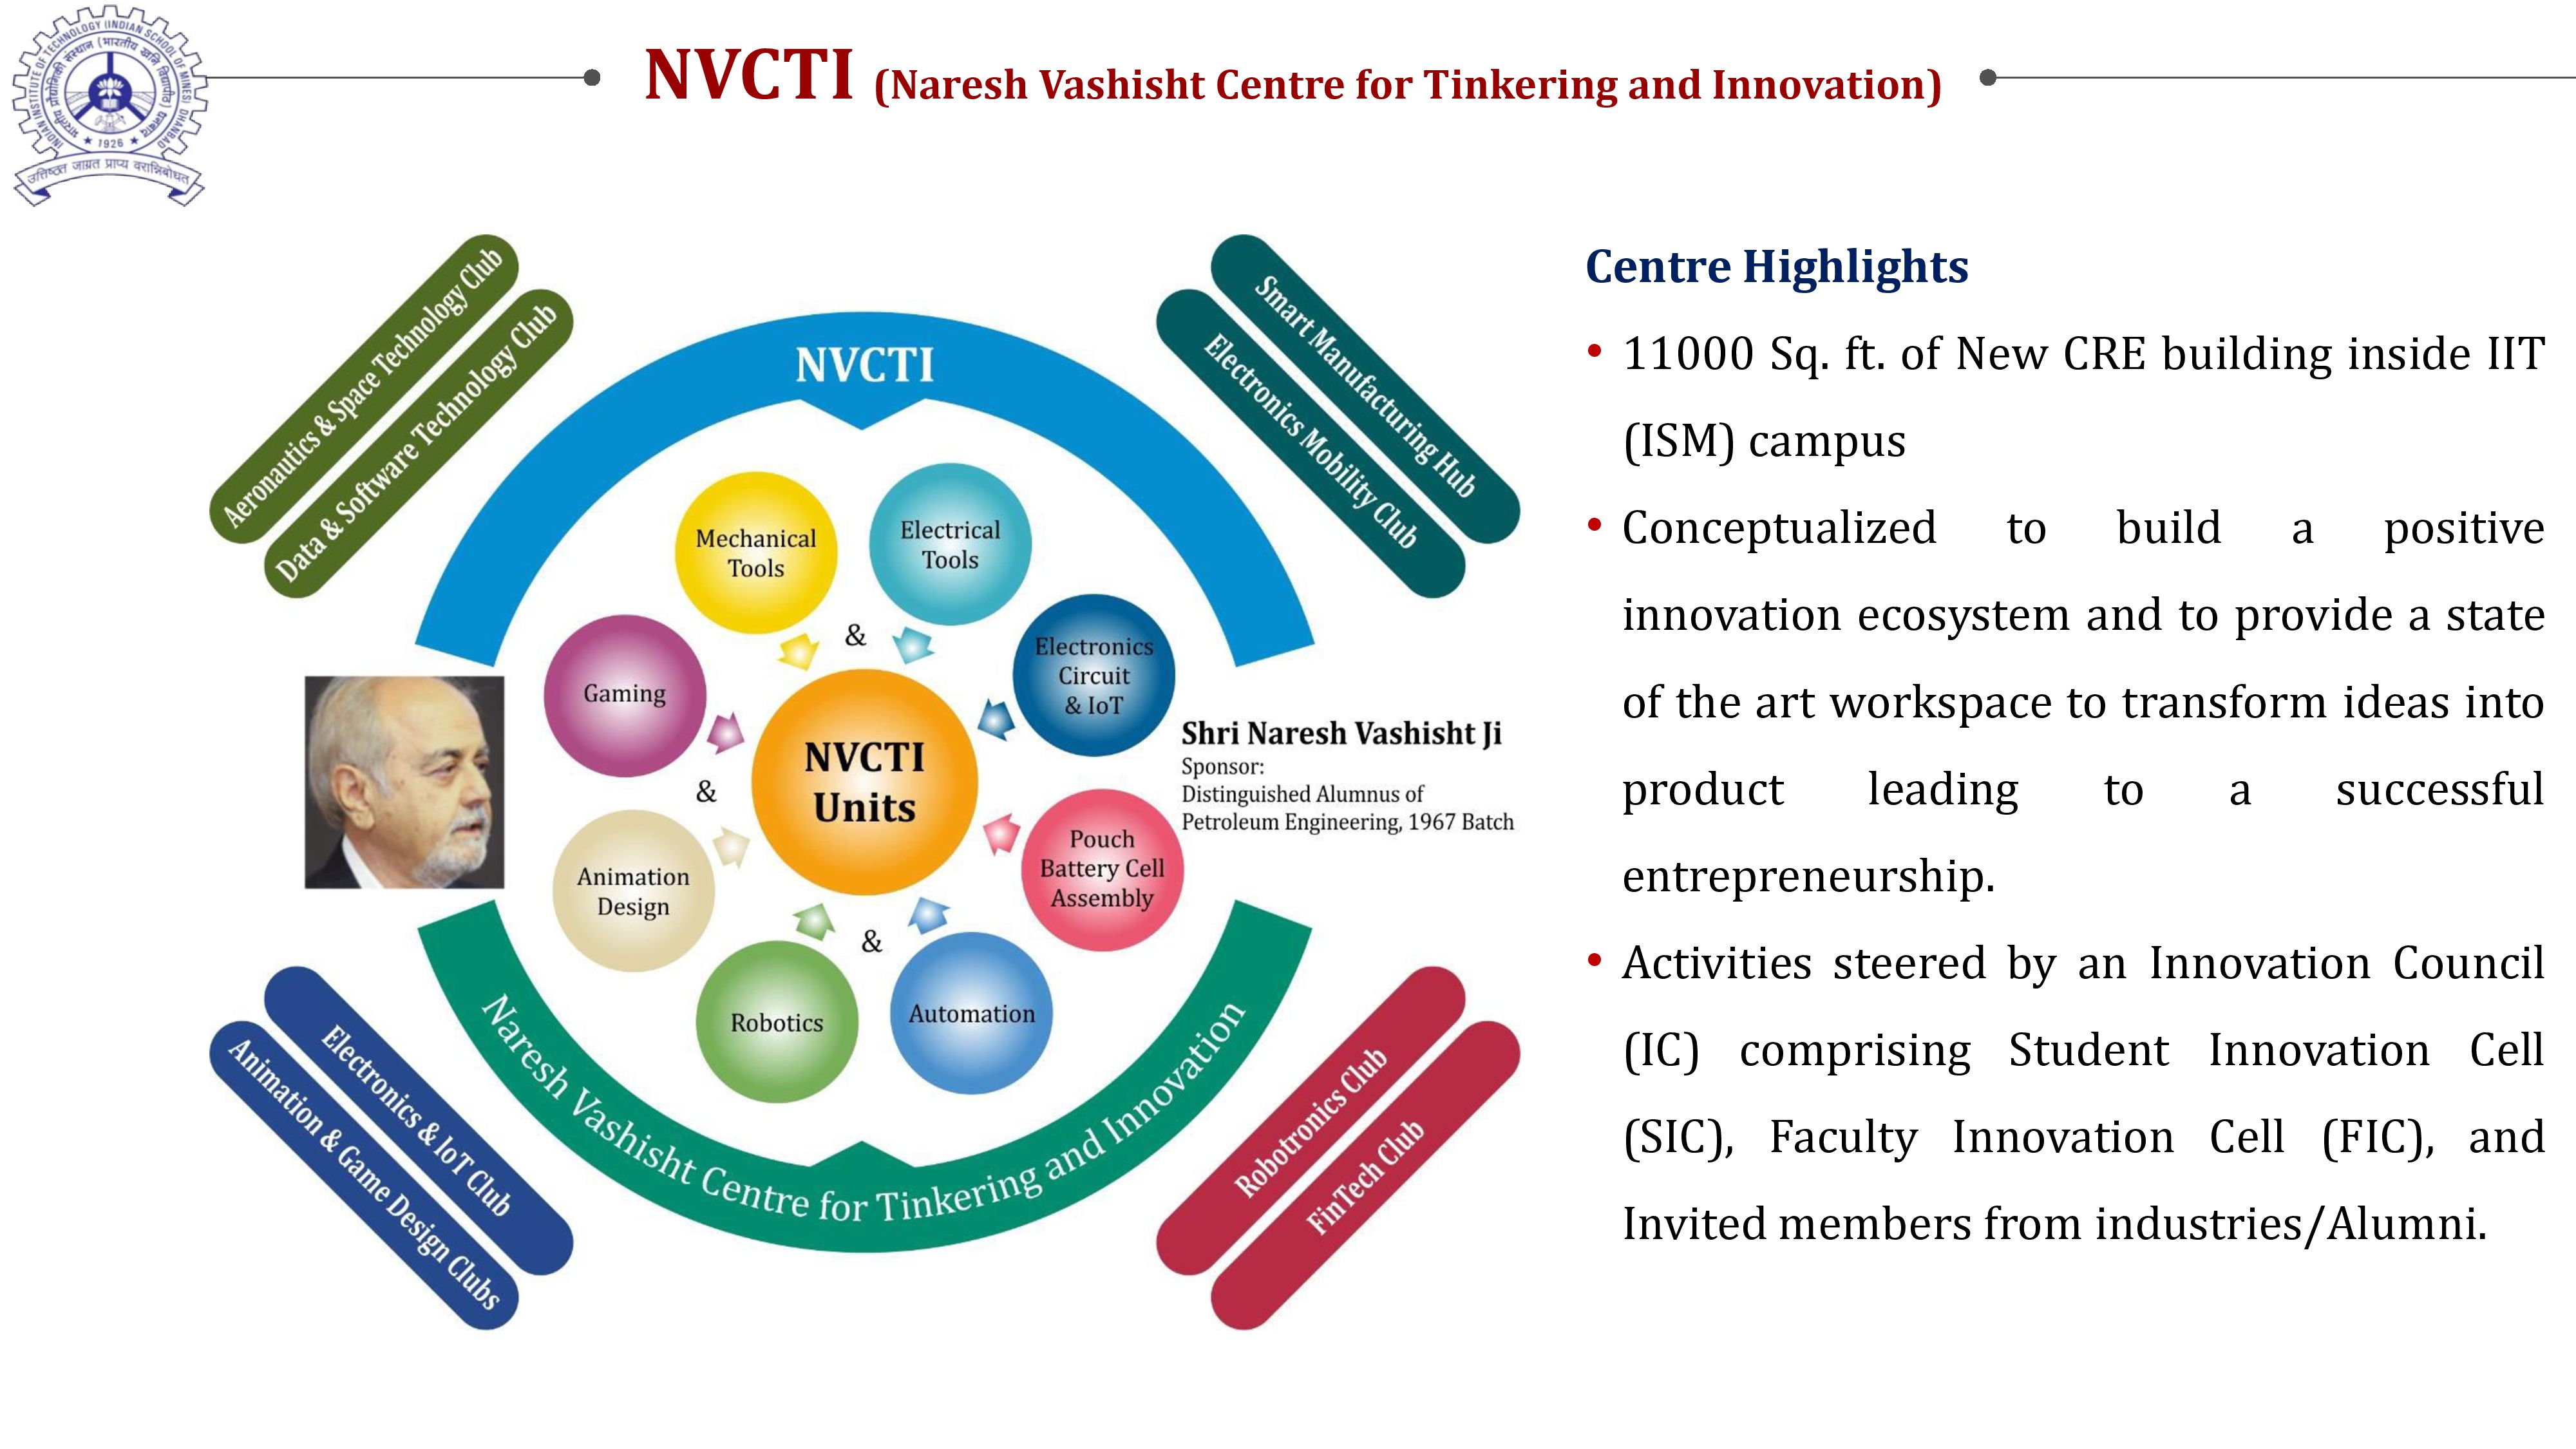 INDIAN INSTITUTE OF TECHNOLOGY (INDIAN SCHOOL OF MINES) DHANBAD
भारतीय प्रौद्योगिकी संस्थान (भारतीय खनि विद्यापीठ) धनबाद
★ 1926 ★
उत्तिष्ठत जाग्रत प्राप्य वरान्निबोधत
NVCTI (Naresh Vashisht Centre for Tinkering and Innovation)
Aeronautics & Space Technology Club
Data & Software Technology Club
Smart Manufacturing Hub
Electronics Mobility Club
NVCTI
Mechanical
Tools
Electrical
Tools
&
Gaming
Electronics
Circuit
& IoT
NVCTI
Units
&
Shri Naresh Vashisht Ji
Sponsor:
Distinguished Alumnus of
Petroleum Engineering, 1967 Batch
Animation
Design
Pouch
Battery Cell
Assembly
&
Robotics
Automation
Naresh Vashisht Centre for Tinkering and Innovation
Electronics & IoT Club
Animation & Game Design Clubs
Robotronics Club
FinTech Club
Centre Highlights
• 11000 Sq. ft. of New CRE building inside IIT
(ISM) campus
• Conceptualized to build a positive
innovation ecosystem and to provide a state
of the art workspace to transform ideas into
product leading to a successful
entrepreneurship.
• Activities steered by an Innovation Council
(IC) comprising Student Innovation Cell
(SIC), Faculty Innovation Cell (FIC), and
Invited members from industries/Alumni.